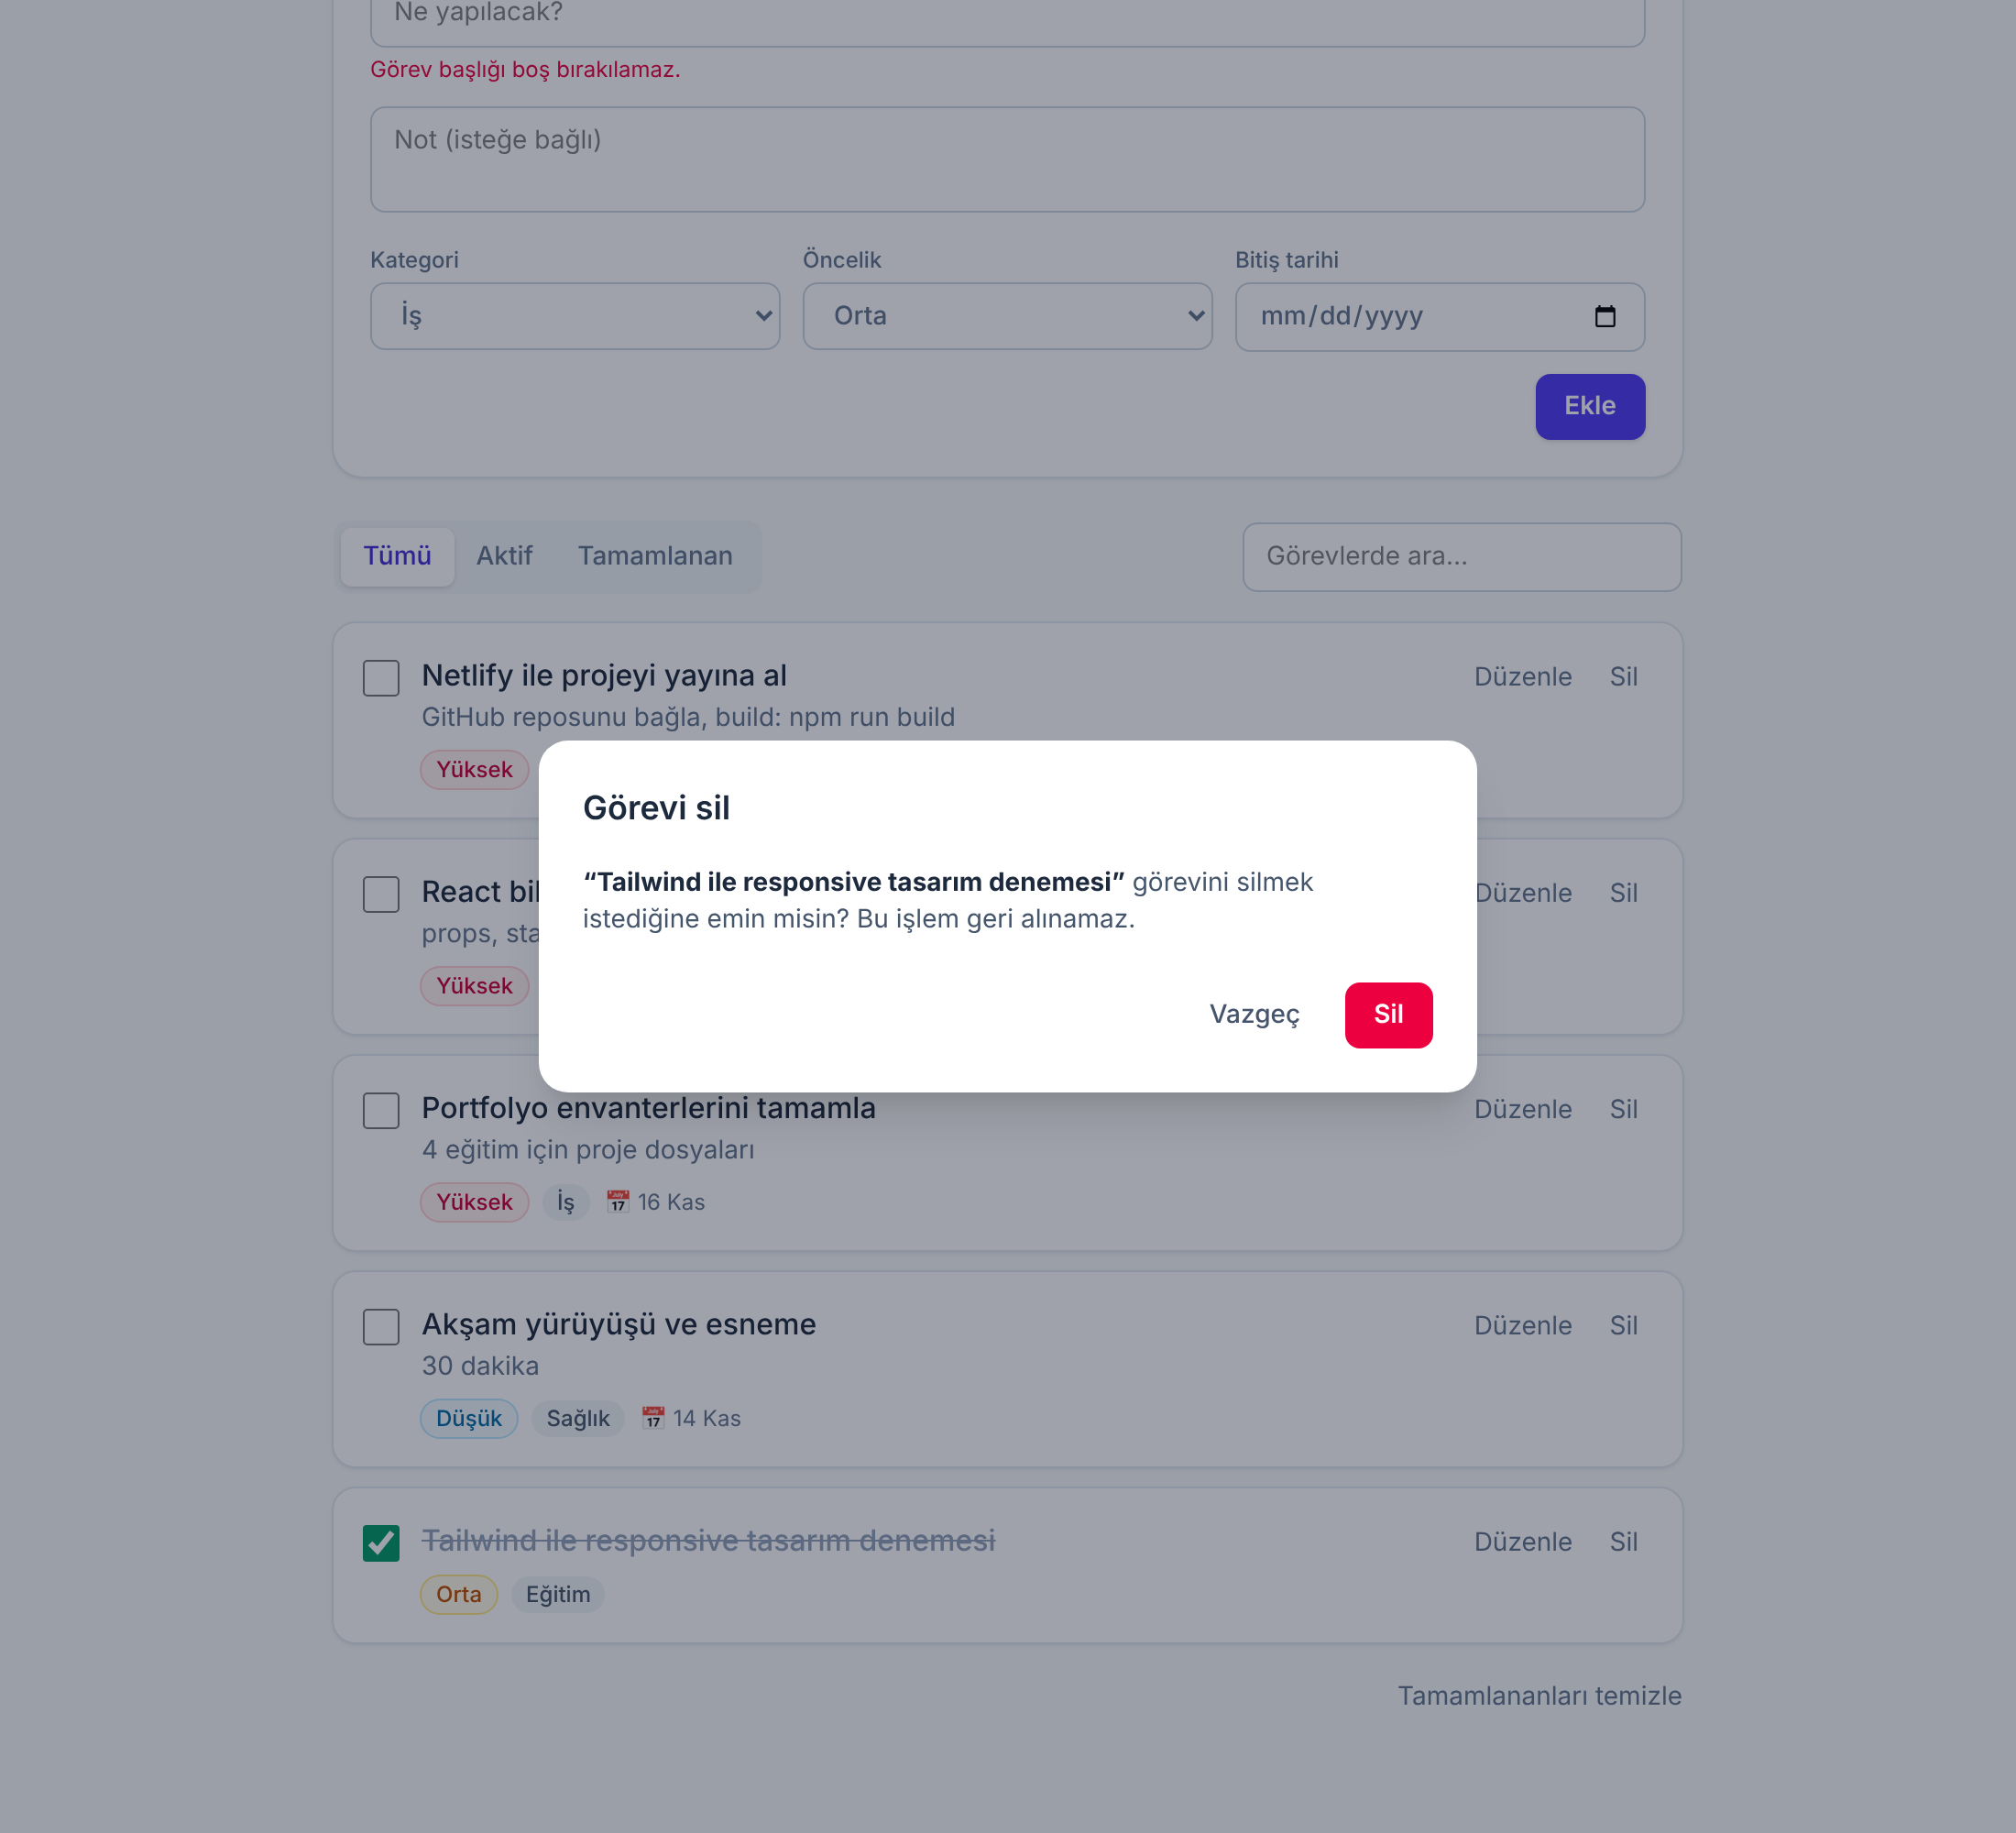 Ne yapılacak?
Görev başlığı boş bırakılamaz.
Not (isteğe bağlı)
Kategori
Öncelik
Bitiş tarihi
İş
Orta
mm/dd/yyyy
Ekle
Tümü
Aktif
Tamamlanan
Görevlerde ara...
Netlify ile projeyi yayına al
Düzenle
Sil
GitHub reposunu bağla, build: npm run build
Yüksek
React bil
Düzenle
Sil
props, sta
Yüksek
Görevi sil
“Tailwind ile responsive tasarım denemesi” görevini silmek
istediğine emin misin? Bu işlem geri alınamaz.
Vazgeç
Sil
Portfolyo envanterlerini tamamla
Düzenle
Sil
4 eğitim için proje dosyaları
Yüksek
İş
📅 16 Kas
Akşam yürüyüşü ve esneme
Düzenle
Sil
30 dakika
Düşük
Sağlık
📅 14 Kas
Tailwind ile responsive tasarım denemesi
Düzenle
Sil
Orta
Eğitim
Tamamlananları temizle